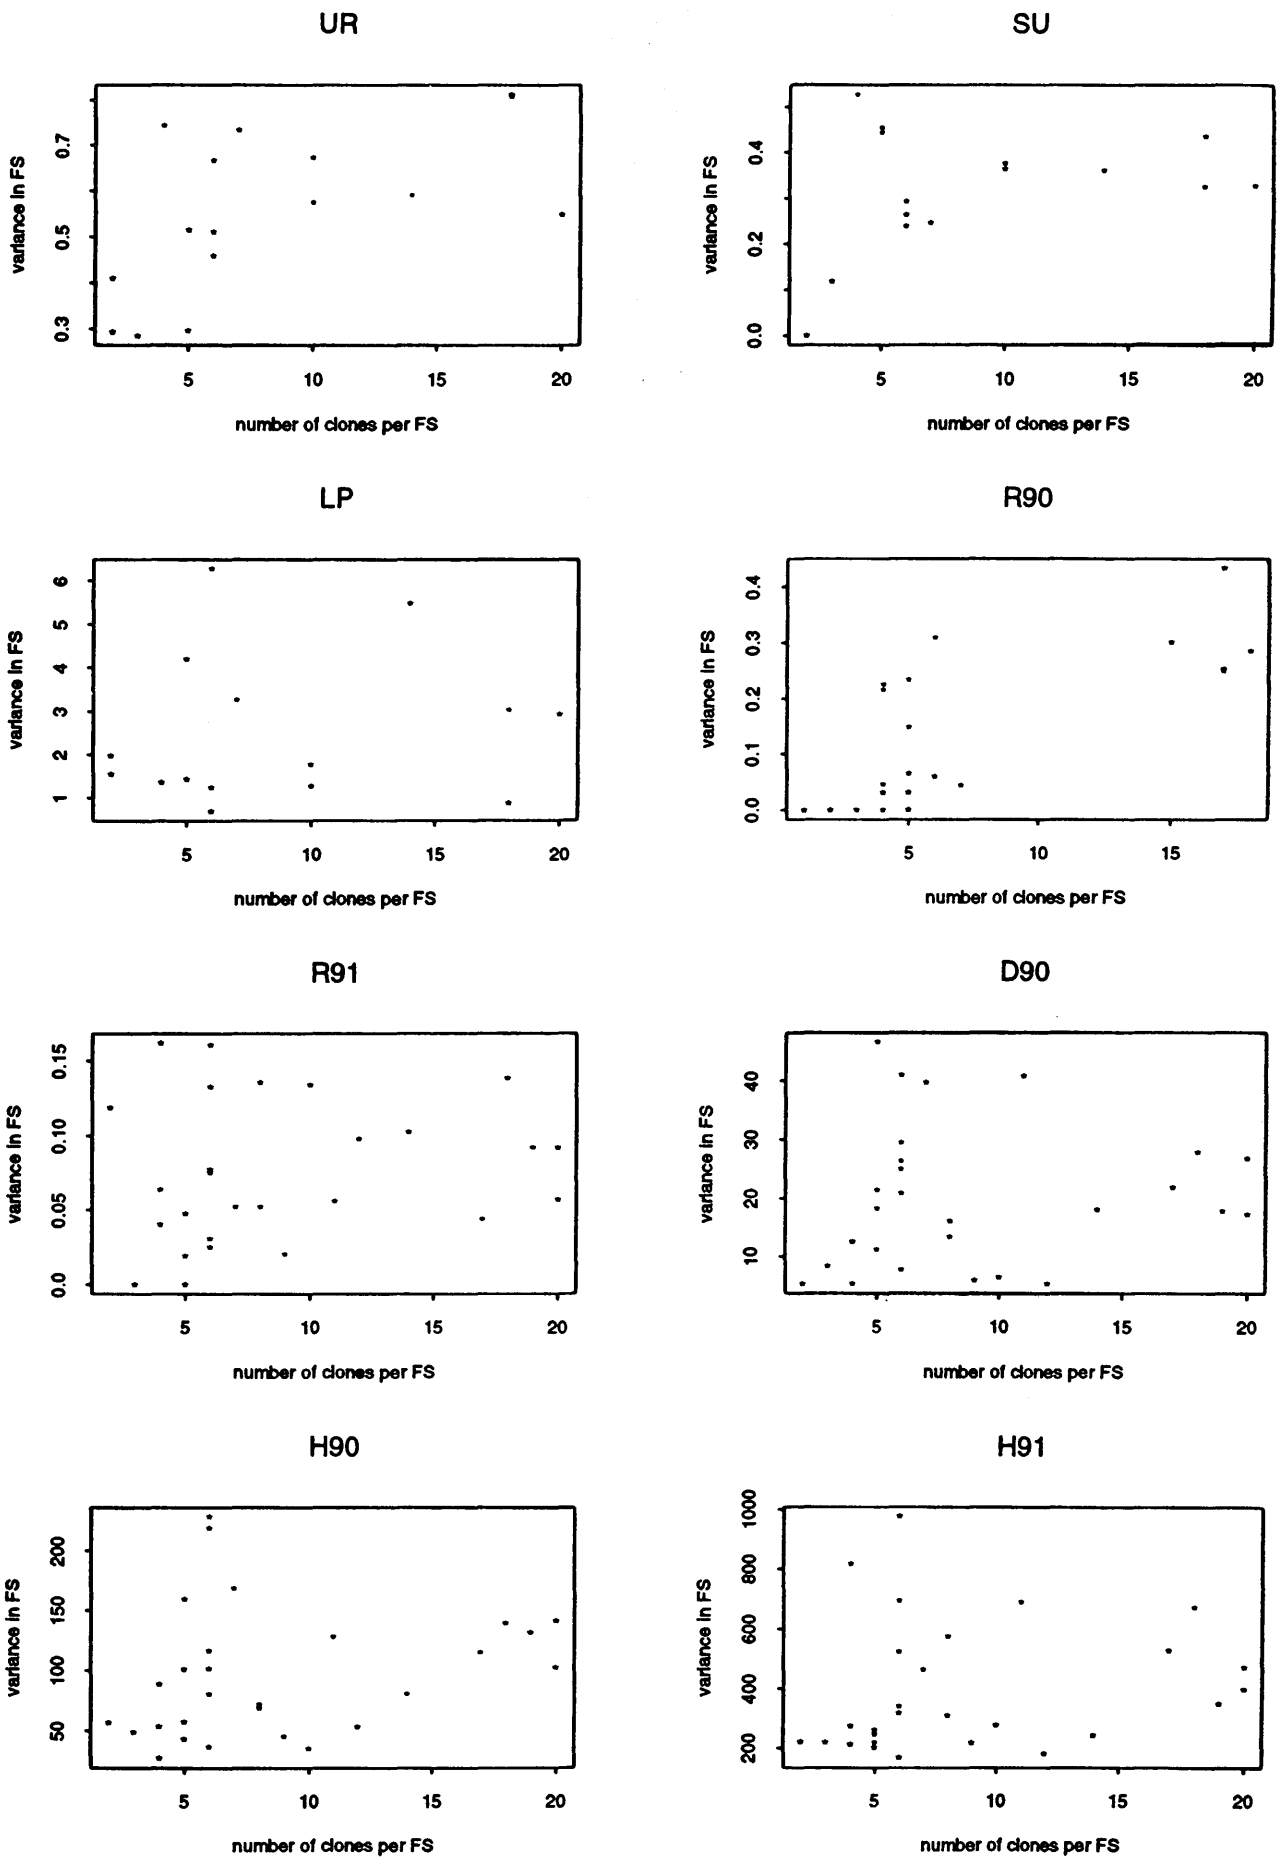 UR
variance in FS
0.3 0.5 0.7
5 10 15 20
number of clones per FS
SU
variance in FS
0.0 0.2 0.4
5 10 15 20
number of clones per FS
LP
variance in FS
1 2 3 4 5 6
5 10 15 20
number of clones per FS
R90
variance in FS
0.0 0.1 0.2 0.3 0.4
5 10 15
number of clones per FS
R91
variance in FS
0.0 0.05 0.10 0.15
5 10 15 20
number of clones per FS
D90
variance in FS
10 20 30 40
5 10 15 20
number of clones per FS
H90
variance in FS
50 100 150 200
5 10 15 20
number of clones per FS
H91
variance in FS
200 400 600 800 1000
5 10 15 20
number of clones per FS